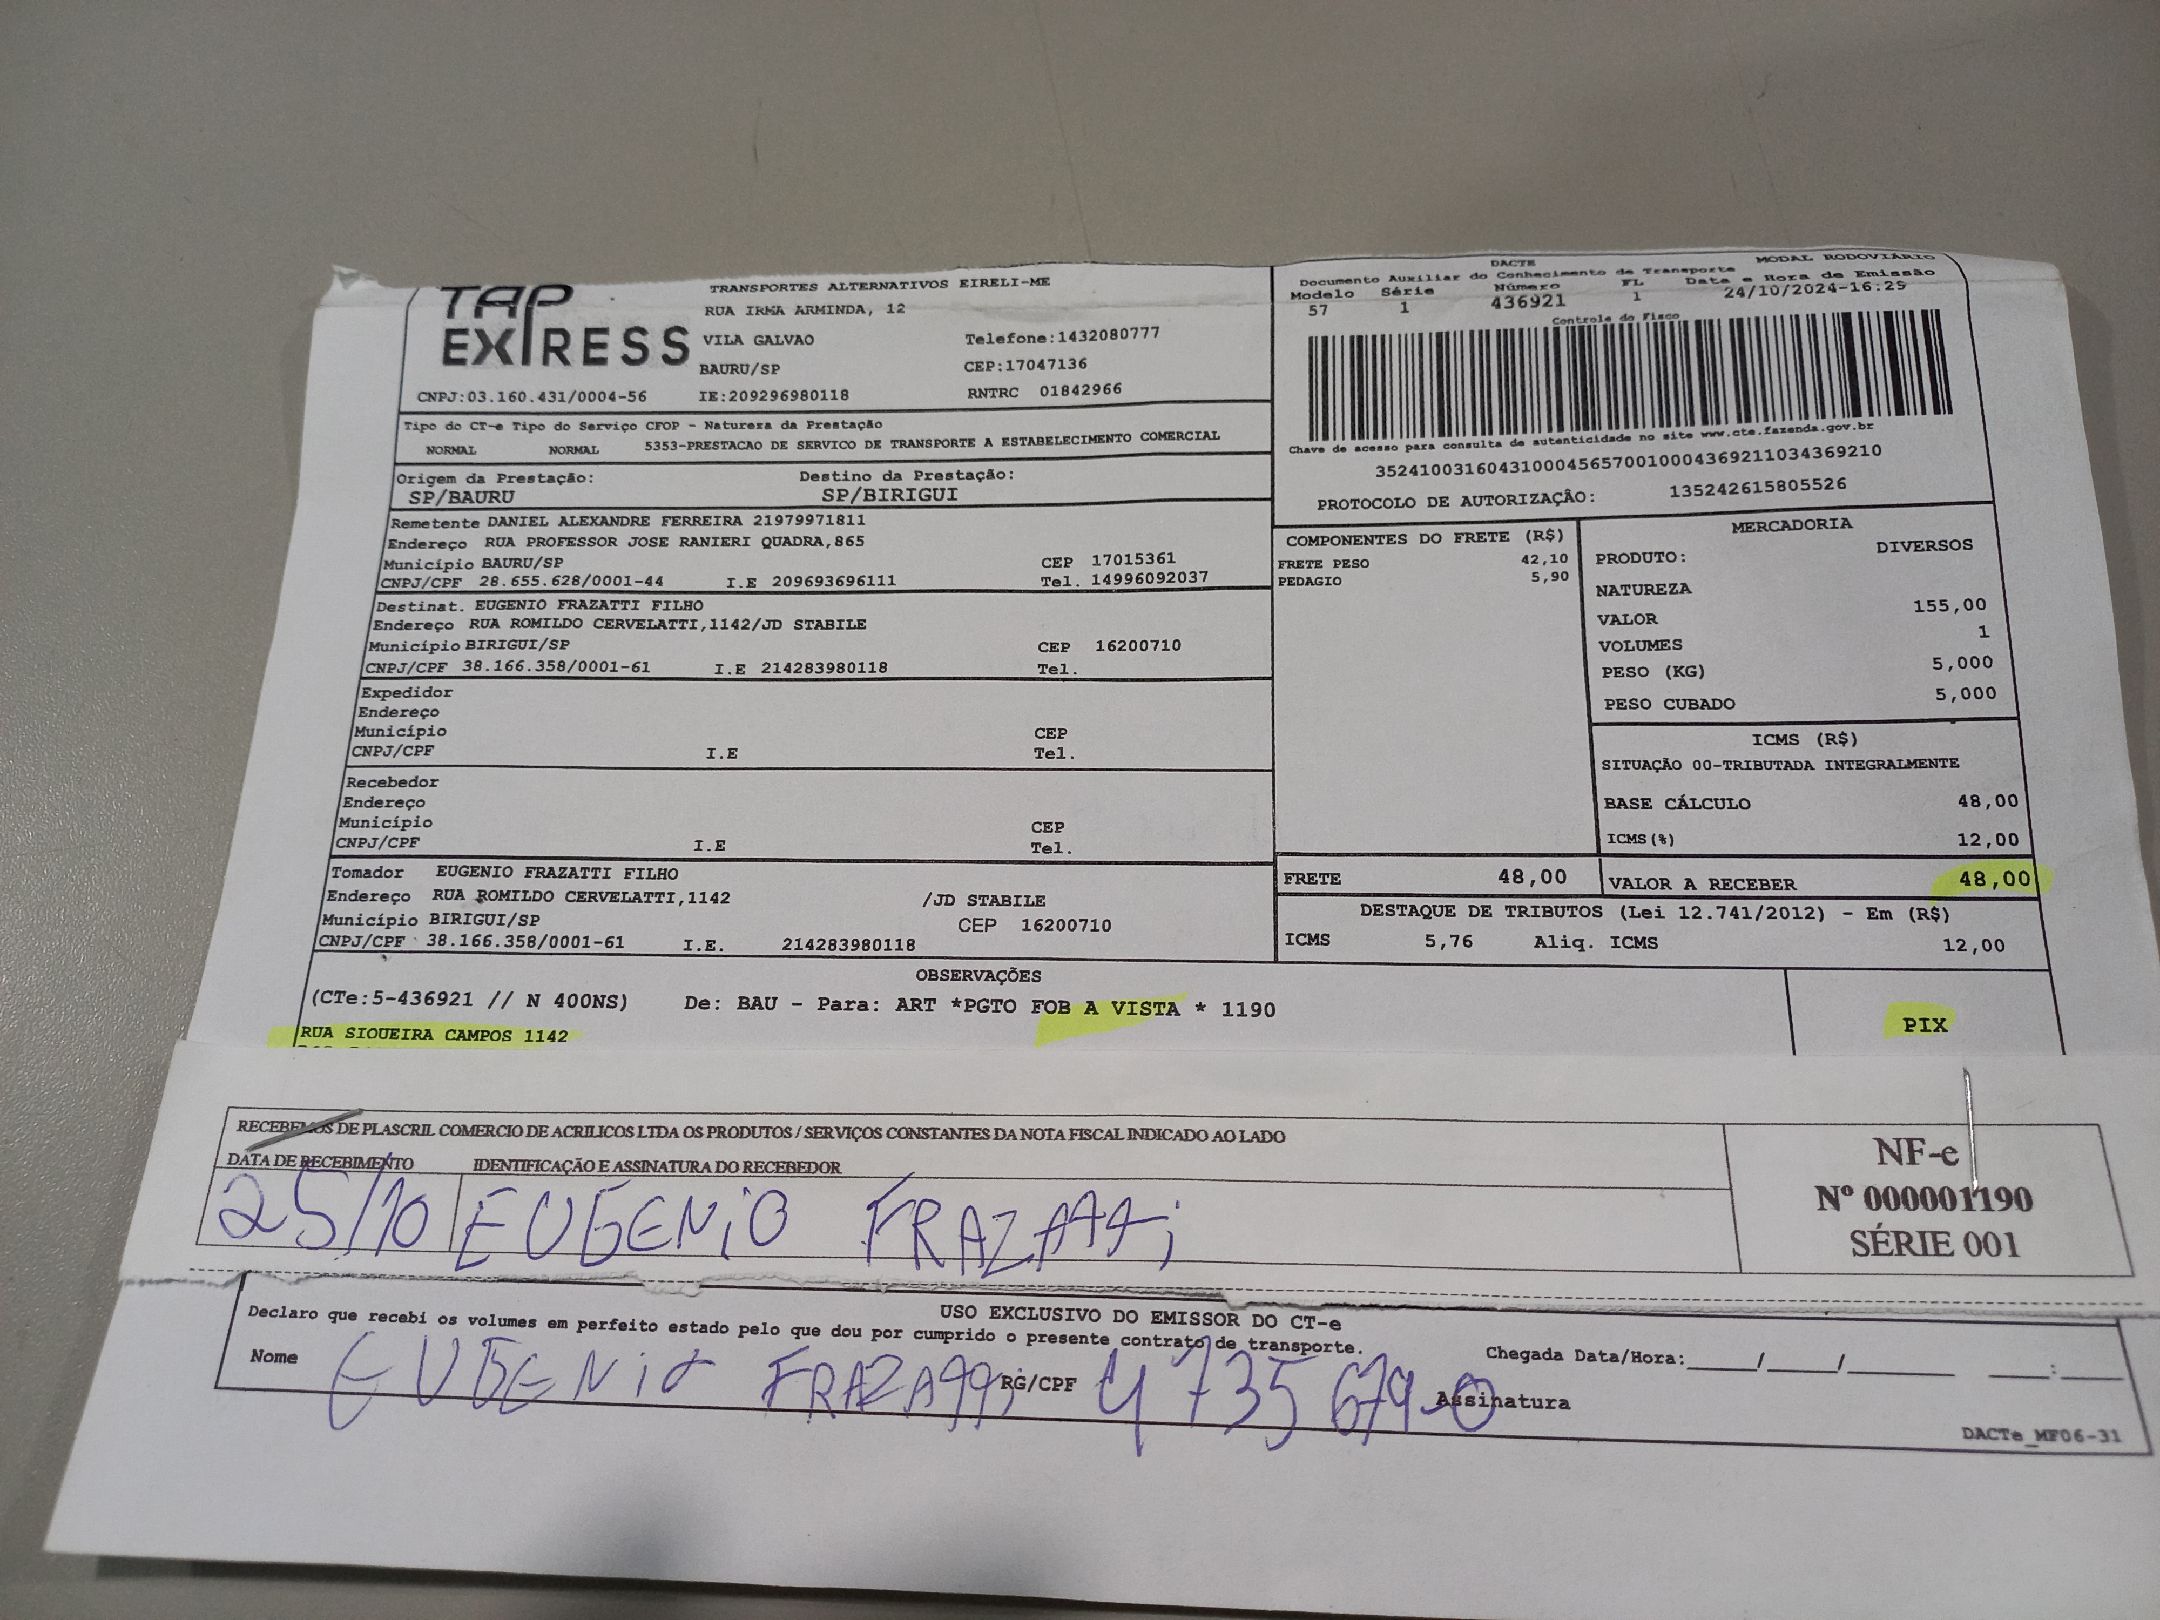 TAP EXPRESS
TRANSPORTES ALTERNATIVOS EIRELI-ME
RUA IRMA ARMINDA, 12
VILA GALVAO Telefone:1432080777
BAURU/SP CEP:17047136
CNPJ:03.160.431/0004-56 IE:209296980118 RNTRC 01842966
DACTE MODAL RODOVIÁRIO
Documento Auxiliar do Conhecimento de Transporte
Modelo Série Número FL Data e Hora de Emissão
57 1 436921 1 24/10/2024-16:29
Controle do Fisco
Chave de acesso para consulta de autenticidade no site www.cte.fazenda.gov.br
35241003160431000456570010004369211034369210
PROTOCOLO DE AUTORIZAÇÃO: 135242615805526
Tipo do CT-e Tipo do Serviço CFOP - Natureza da Prestação
NORMAL NORMAL 5353-PRESTACAO DE SERVICO DE TRANSPORTE A ESTABELECIMENTO COMERCIAL
Origem da Prestação: Destino da Prestação:
SP/BAURU SP/BIRIGUI
Remetente DANIEL ALEXANDRE FERREIRA 21979971811
Endereço RUA PROFESSOR JOSE RANIERI QUADRA,865
Município BAURU/SP CEP 17015361
CNPJ/CPF 28.655.628/0001-44 I.E 209693696111 Tel. 14996092037
Destinat. EUGENIO FRAZATTI FILHO
Endereço RUA ROMILDO CERVELATTI,1142/JD STABILE
Município BIRIGUI/SP CEP 16200710
CNPJ/CPF 38.166.358/0001-61 I.E 214283980118 Tel.
Expedidor
Endereço
Município CEP
CNPJ/CPF I.E Tel.
Recebedor
Endereço
Município CEP
CNPJ/CPF I.E Tel.
Tomador EUGENIO FRAZATTI FILHO
Endereço RUA ROMILDO CERVELATTI,1142 /JD STABILE
Município BIRIGUI/SP CEP 16200710
CNPJ/CPF 38.166.358/0001-61 I.E. 214283980118
COMPONENTES DO FRETE (R$)
FRETE PESO 42,10
PEDAGIO 5,90
MERCADORIA
PRODUTO: DIVERSOS
NATUREZA
VALOR 155,00
VOLUMES 1
PESO (KG) 5,000
PESO CUBADO 5,000
ICMS (R$)
SITUAÇÃO 00-TRIBUTADA INTEGRALMENTE
BASE CÁLCULO 48,00
ICMS(%) 12,00
FRETE 48,00 VALOR A RECEBER 48,00
DESTAQUE DE TRIBUTOS (Lei 12.741/2012) - Em (R$)
ICMS 5,76 Aliq. ICMS 12,00
OBSERVAÇÕES
(CTe:5-436921 // N 400NS) De: BAU - Para: ART *PGTO FOB A VISTA * 1190
RUA SIQUEIRA CAMPOS 1142
PIX
RECEBEMOS DE PLASCRIL COMERCIO DE ACRILICOS LTDA OS PRODUTOS / SERVIÇOS CONSTANTES DA NOTA FISCAL INDICADO AO LADO
DATA DE RECEBIMENTO IDENTIFICAÇÃO E ASSINATURA DO RECEBEDOR
25/10 EUGENIO FRAZATTi
NF-e
Nº 000001190
SÉRIE 001
USO EXCLUSIVO DO EMISSOR DO CT-e
Declaro que recebi os volumes em perfeito estado pelo que dou por cumprido o presente contrato de transporte.
Nome EUGENIO FRAZATTi RG/CPF 4735679-0 Assinatura
Chegada Data/Hora:_____/_____/_________ ____:____
DACTe_MF06-31